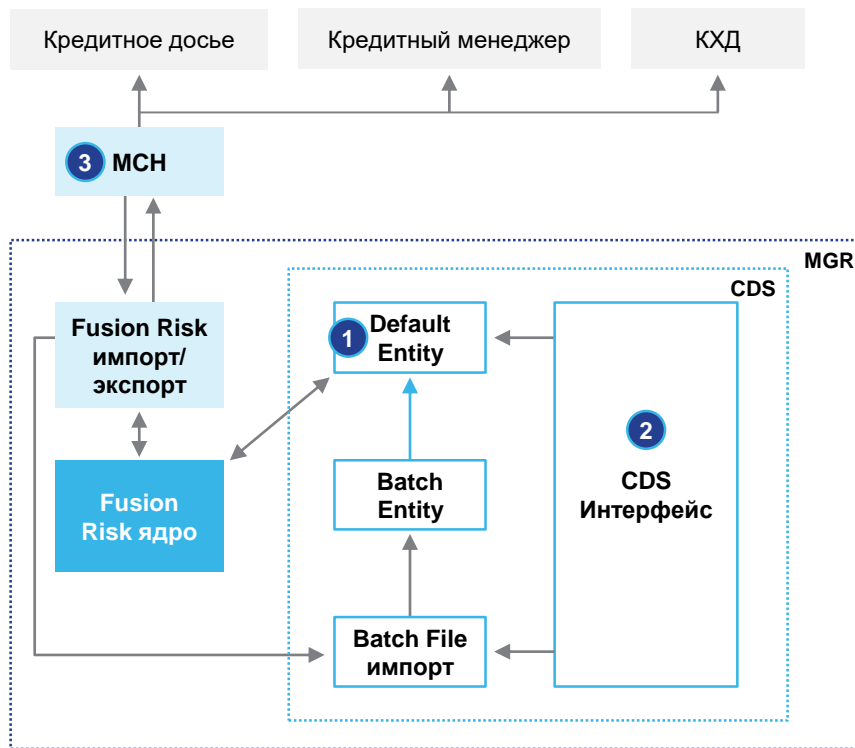 Кредитное досье
Кредитный менеджер
КХД
3
МСН
MGR
CDS
Fusion Risk
импорт/
экспорт
1
Default
Entity
2
CDS
Интерфейс
Fusion
Risk ядро
Batch
Entity
Batch File
импорт